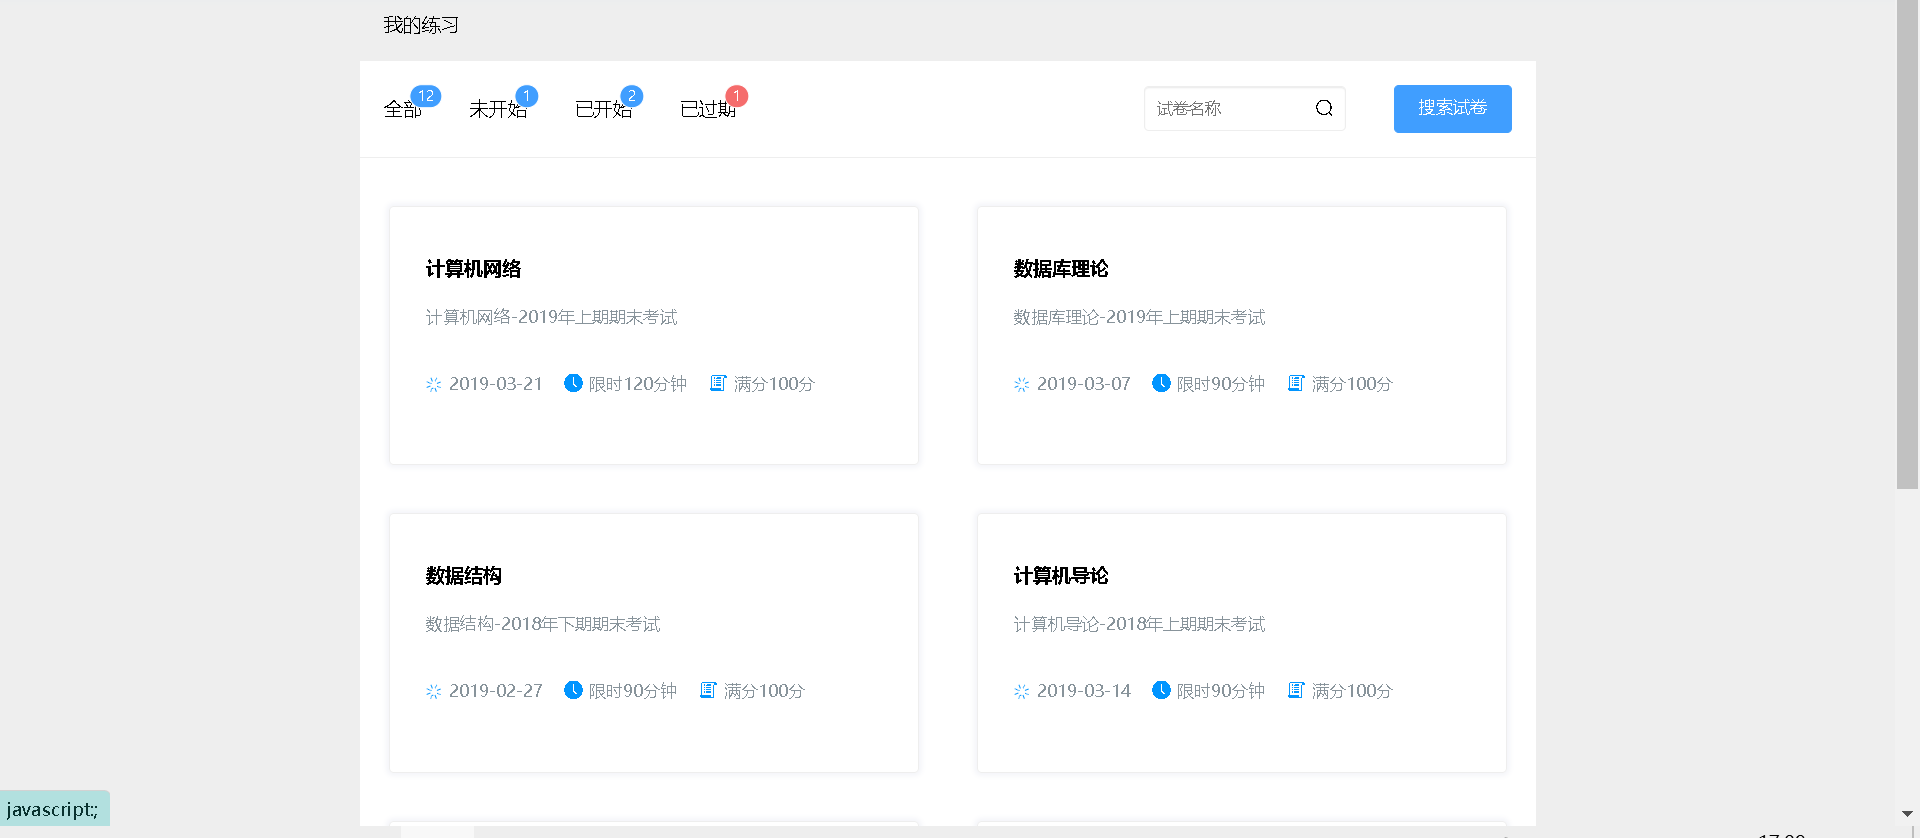 我的练习
全部 12 未开始 1 已开始 2 已过期 1 试卷名称 搜索试卷
计算机网络
计算机网络-2019年上期期末考试
2019-03-21 限时120分钟 满分100分
数据库理论
数据库理论-2019年上期期末考试
2019-03-07 限时90分钟 满分100分
数据结构
数据结构-2018年下期期末考试
2019-02-27 限时90分钟 满分100分
计算机导论
计算机导论-2018年上期期末考试
2019-03-14 限时90分钟 满分100分
javascript:;